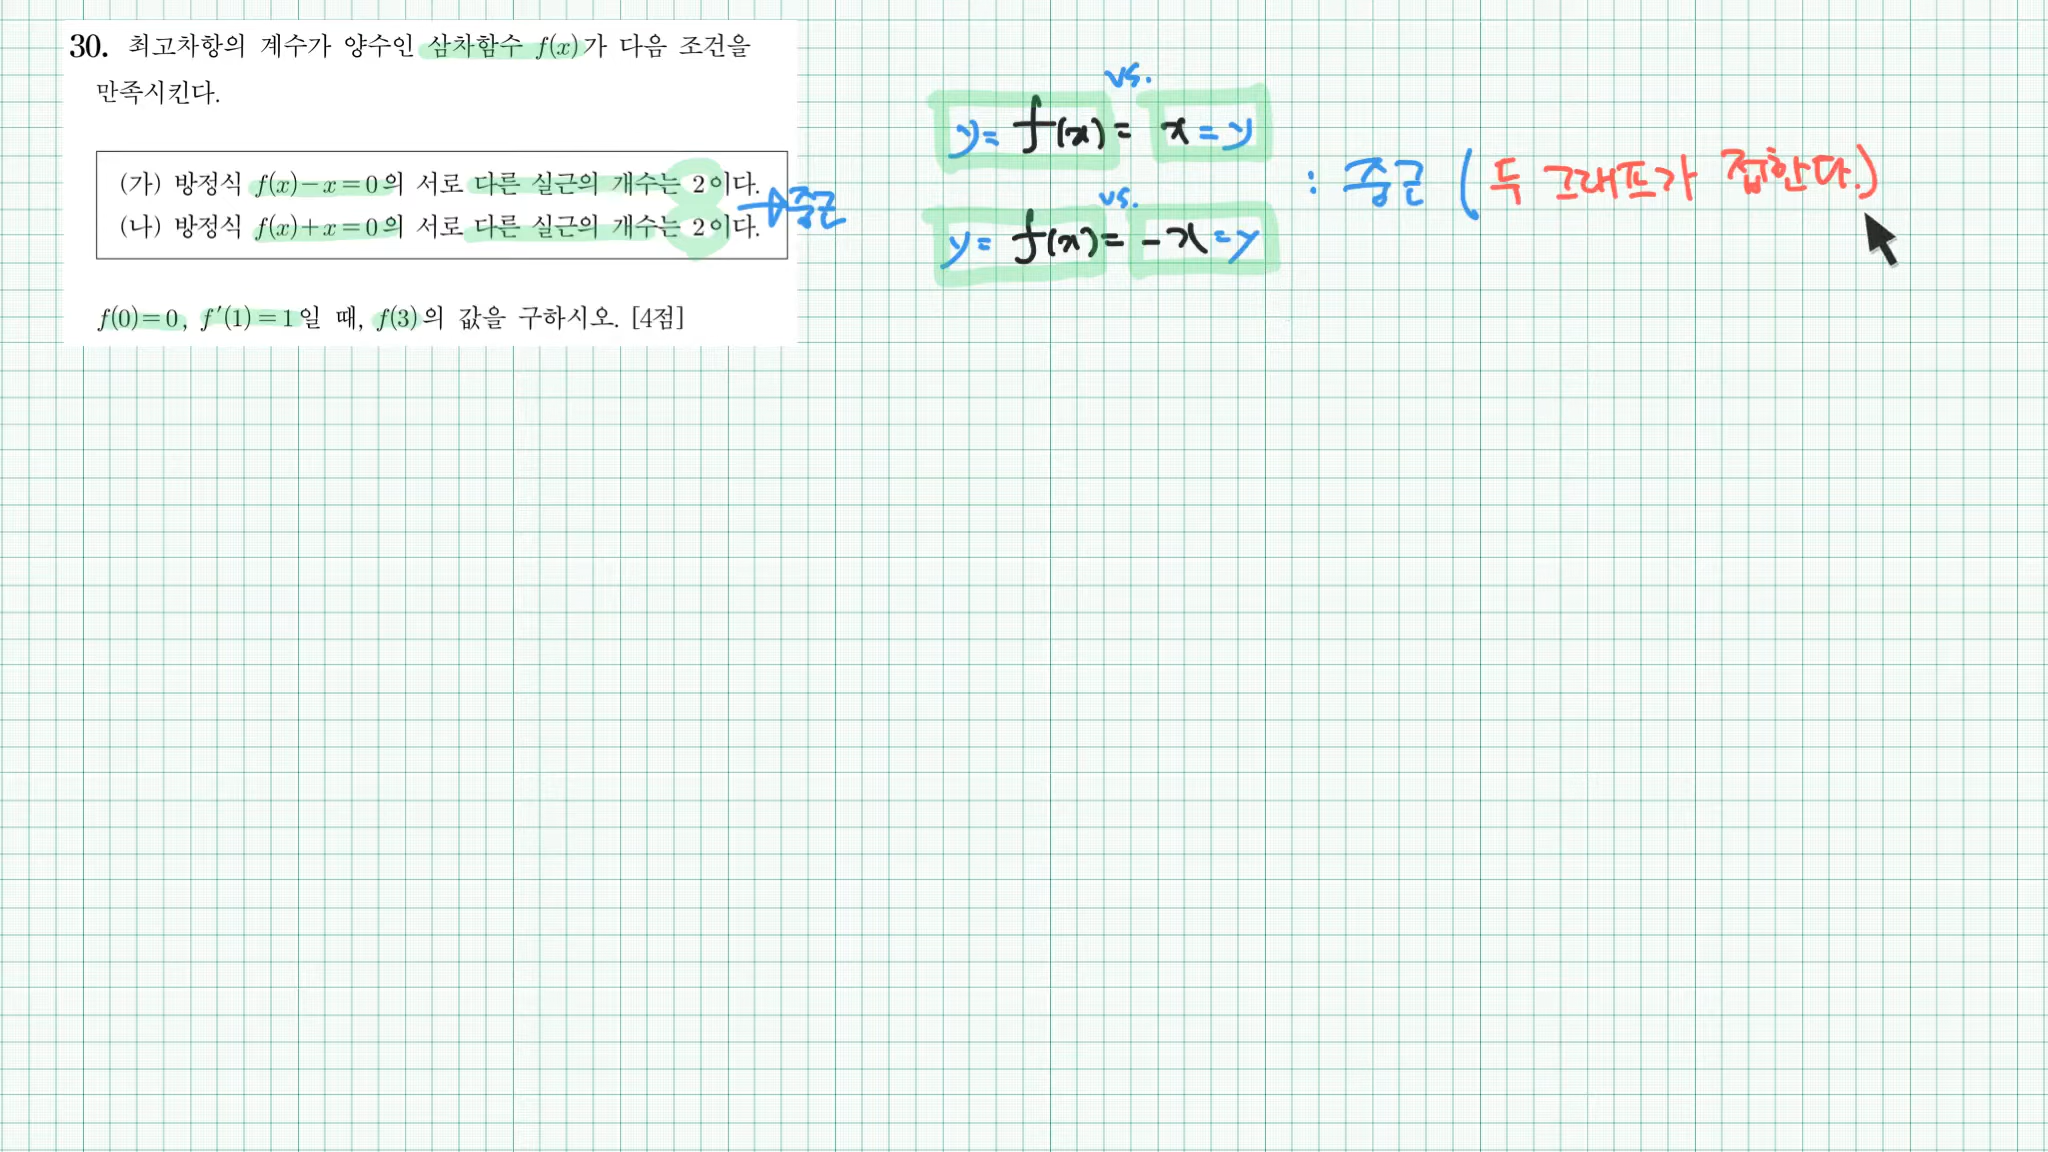 30. 최고차항의 계수가 양수인 삼차함수 f(x)가 다음 조건을
만족시킨다.
(가) 방정식 f(x)−x=0의 서로 다른 실근의 개수는 2이다.
(나) 방정식 f(x)+x=0의 서로 다른 실근의 개수는 2이다.
중근
f(0)=0, f′(1)=1일 때, f(3)의 값을 구하시오. [4점]
vs.
y= f(x) = x = y
vs.
y= f(x) = -x = y
: 중근 (두 그래프가 접한다.)